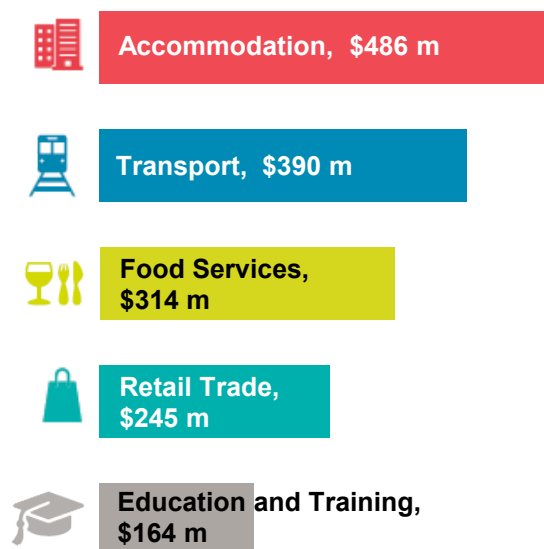 Accommodation,  $486 m
Transport,  $390 m
Food Services,
$314 m
Retail Trade,
$245 m
Education and Training,
$164 m